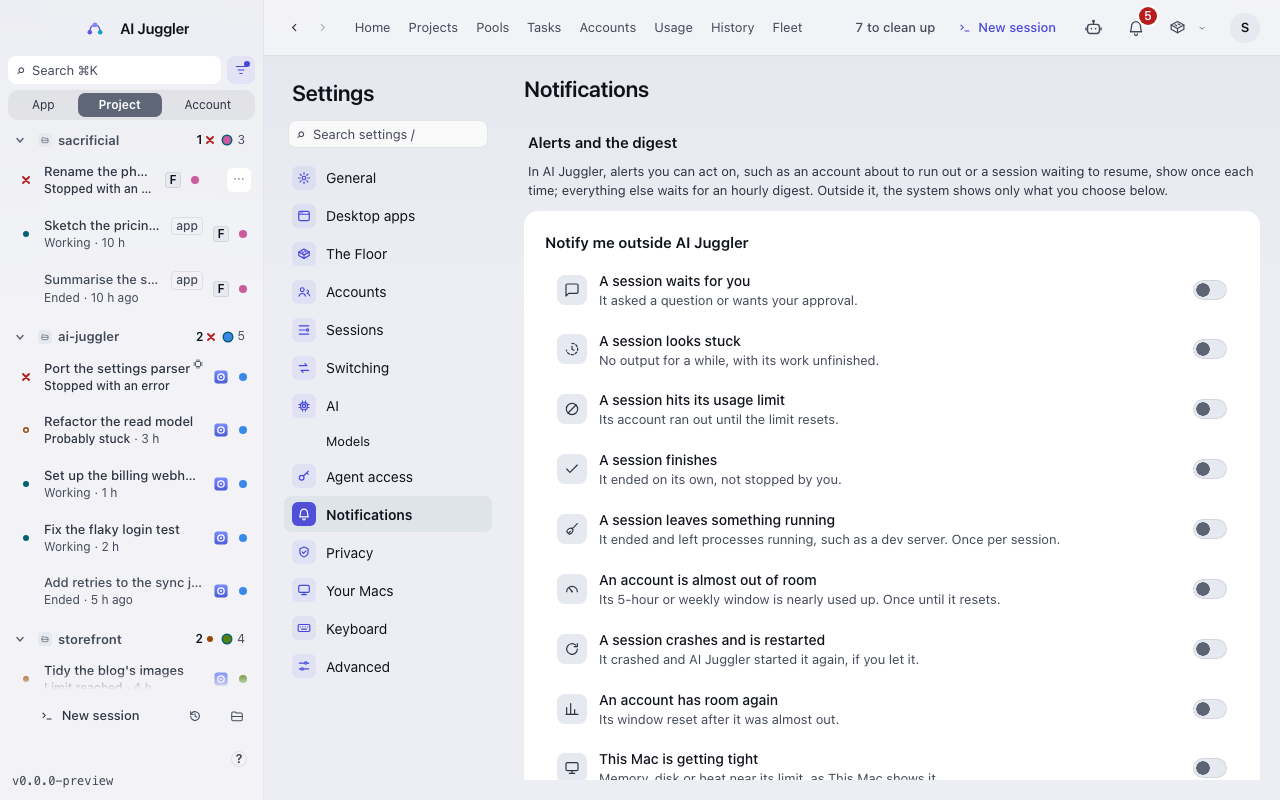 AI Juggler
Search ⌘K
App Project Account
sacrificial 1 3
Rename the ph...
Stopped with an ...
F
Sketch the pricin... app
Working · 10 h
F
Summarise the s... app
Ended · 10 h ago
F
ai-juggler 2 5
Port the settings parser
Stopped with an error
Refactor the read model
Probably stuck · 3 h
Set up the billing webh...
Working · 1 h
Fix the flaky login test
Working · 2 h
Add retries to the sync j...
Ended · 5 h ago
storefront 2 4
Tidy the blog's images
Limit reached · 4 h
New session
?
v0.0.0-preview
Home Projects Pools Tasks Accounts Usage History Fleet 7 to clean up New session 5 S
Settings
Search settings /
General
Desktop apps
The Floor
Accounts
Sessions
Switching
AI
Models
Agent access
Notifications
Privacy
Your Macs
Keyboard
Advanced
Notifications
Alerts and the digest
In AI Juggler, alerts you can act on, such as an account about to run out or a session waiting to resume, show once each
time; everything else waits for an hourly digest. Outside it, the system shows only what you choose below.
Notify me outside AI Juggler
A session waits for you
It asked a question or wants your approval.
A session looks stuck
No output for a while, with its work unfinished.
A session hits its usage limit
Its account ran out until the limit resets.
A session finishes
It ended on its own, not stopped by you.
A session leaves something running
It ended and left processes running, such as a dev server. Once per session.
An account is almost out of room
Its 5-hour or weekly window is nearly used up. Once until it resets.
A session crashes and is restarted
It crashed and AI Juggler started it again, if you let it.
An account has room again
Its window reset after it was almost out.
This Mac is getting tight
Memory, disk or heat near its limit, as This Mac shows it.